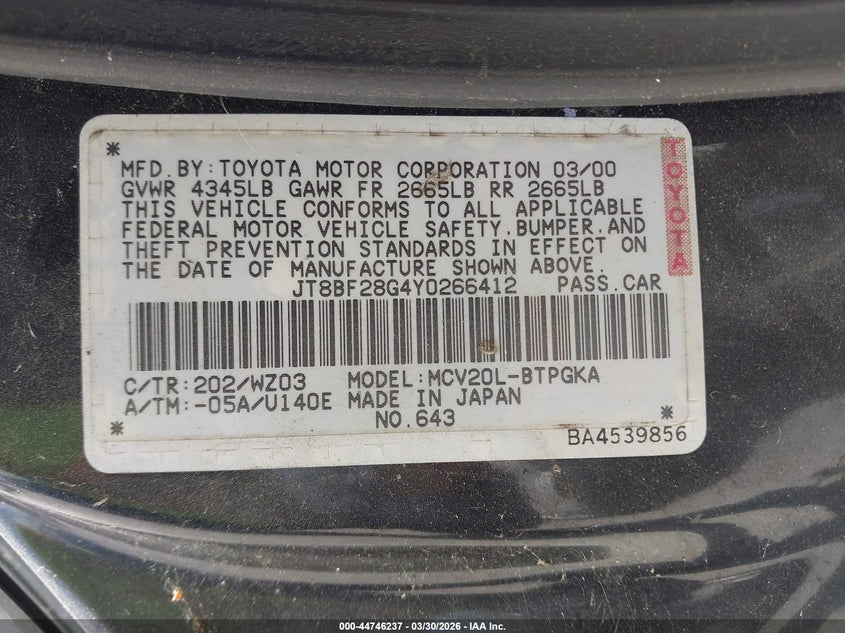 * MFD.BY:TOYOTA MOTOR CORPORATION 03/00
GVWR 4345LB GAWR FR 2665LB RR 2665LB
THIS VEHICLE CONFORMS TO ALL APPLICABLE
FEDERAL MOTOR VEHICLE SAFETY,BUMPER,AND
THEFT PREVENTION STANDARDS IN EFFECT ON
THE DATE OF MANUFACTURE SHOWN ABOVE.
JT8BF28G4Y0266412 PASS.CAR
TOYOTA
C/TR:202/WZ03 MODEL:MCV20L-BTPGKA
A/TM:-05A/U140E MADE IN JAPAN
* NO.643 *
BA4539856
000-44746237 - 03/30/2026 - IAA Inc.